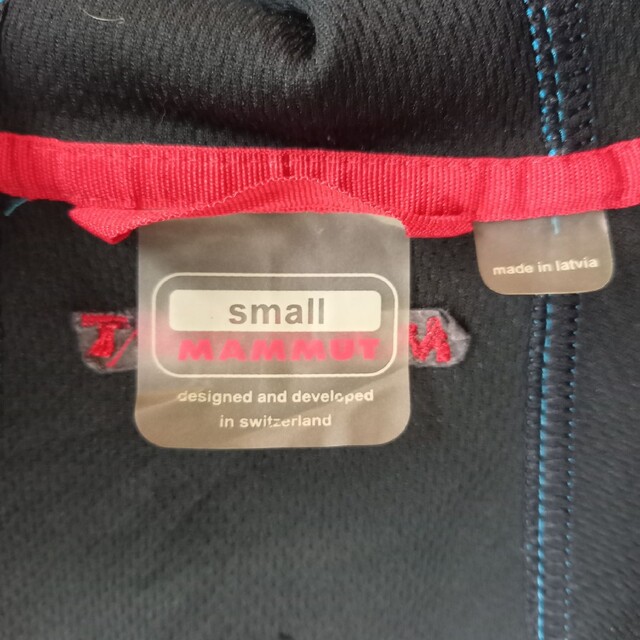 small
MAMMUT
designed and developed
in switzerland
made in latvia